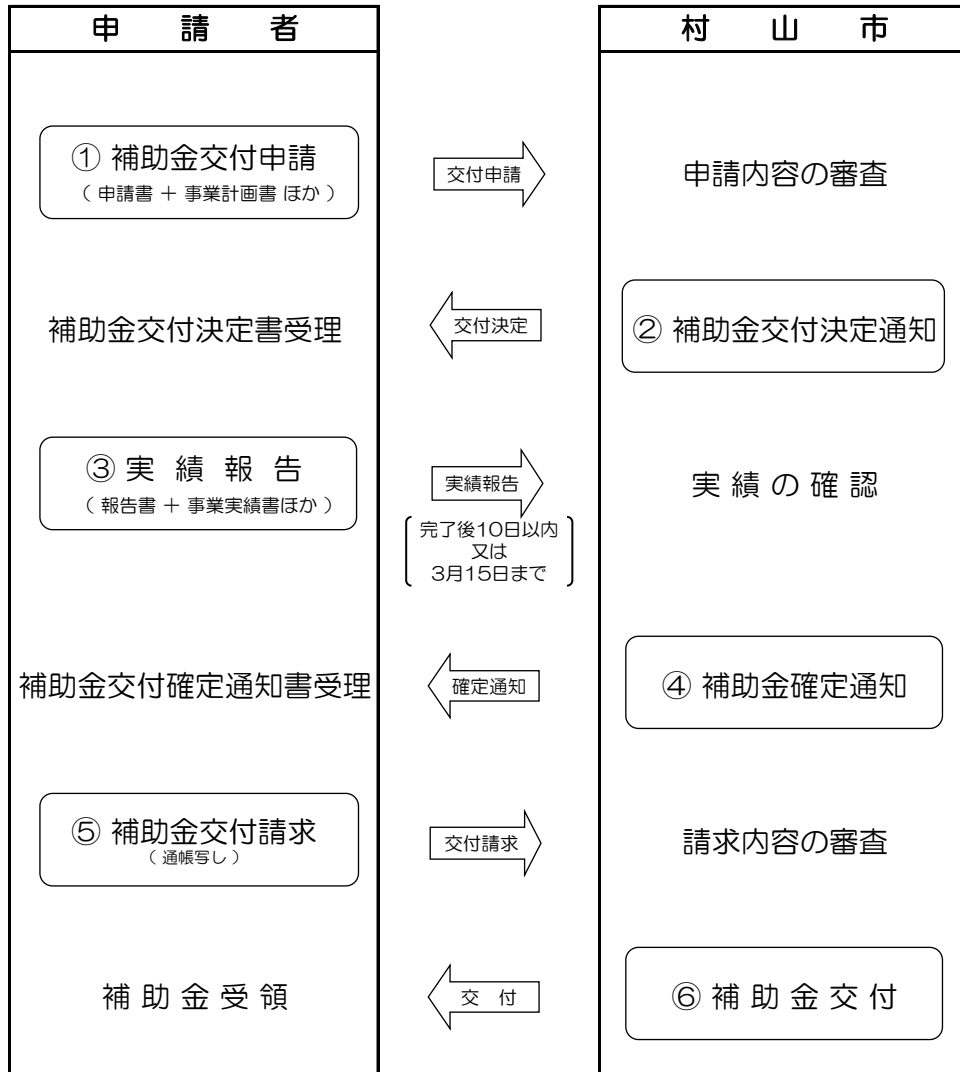 申請者
村山市
① 補助金交付申請
（ 申請書 ＋ 事業計画書 ほか ）
交付申請
申請内容の審査
補助金交付決定書受理
交付決定
② 補助金交付決定通知
③ 実績報告
（ 報告書 ＋ 事業実績書ほか ）
実績報告
完了後10日以内
又は
3月15日まで
実績の確認
補助金交付確定通知書受理
確定通知
④ 補助金確定通知
⑤ 補助金交付請求
（ 通帳写し ）
交付請求
請求内容の審査
補助金受領
交付
⑥ 補助金交付